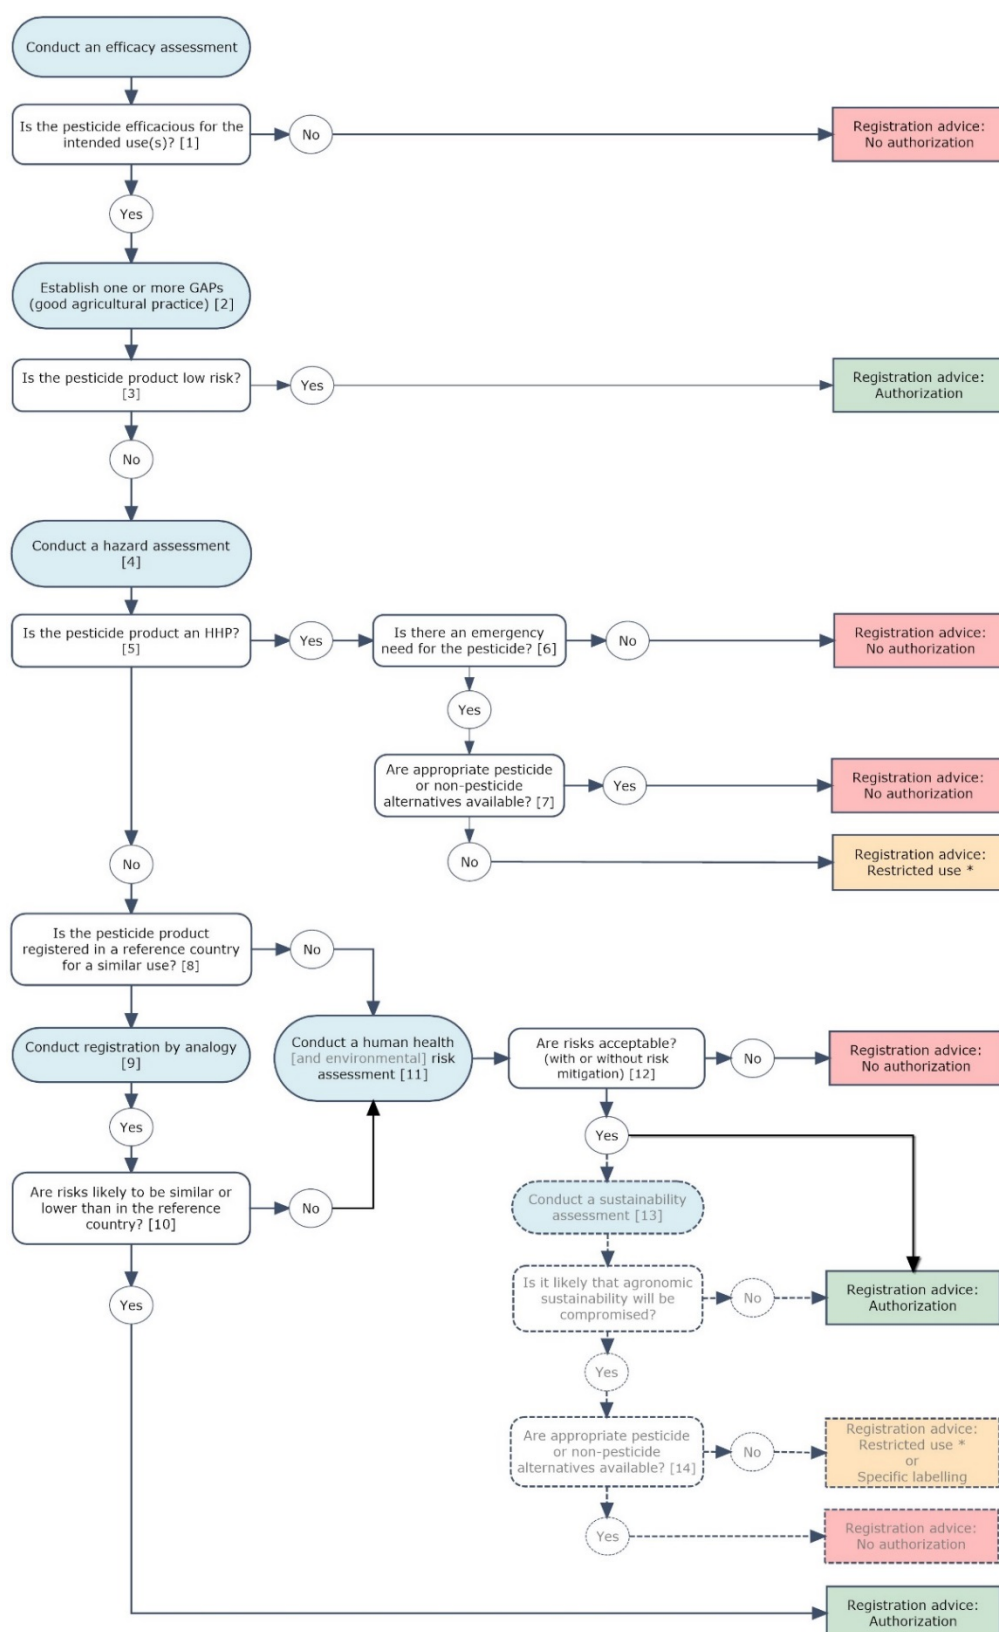 Conduct an efficacy assessment
Is the pesticide efficacious for the
intended use(s)? [1]
No
Registration advice:
No authorization
Yes
Establish one or more GAPs
(good agricultural practice) [2]
Is the pesticide product low risk?
[3]
Yes
Registration advice:
Authorization
No
Conduct a hazard assessment
[4]
Is the pesticide product an HHP?
[5]
Yes
Is there an emergency
need for the pesticide? [6]
No
Registration advice:
No authorization
Yes
Are appropriate pesticide
or non-pesticide
alternatives available? [7]
Yes
Registration advice:
No authorization
No
No
Registration advice:
Restricted use *
Is the pesticide product
registered in a reference country
for a similar use? [8]
No
Conduct registration by analogy
[9]
Conduct a human health
[and environmental] risk
assessment [11]
Are risks acceptable?
(with or without risk
mitigation) [12]
No
Registration advice:
No authorization
Yes
Yes
Are risks likely to be similar or
lower than in the reference
country? [10]
No
Conduct a sustainability
assessment [13]
Is it likely that agronomic
sustainability will be
compromised?
No
Registration advice:
Authorization
Yes
Yes
Are appropriate pesticide
or non-pesticide
alternatives available? [14]
No
Registration advice:
Restricted use *
or
Specific labelling
Yes
Registration advice:
No authorization
Registration advice:
Authorization